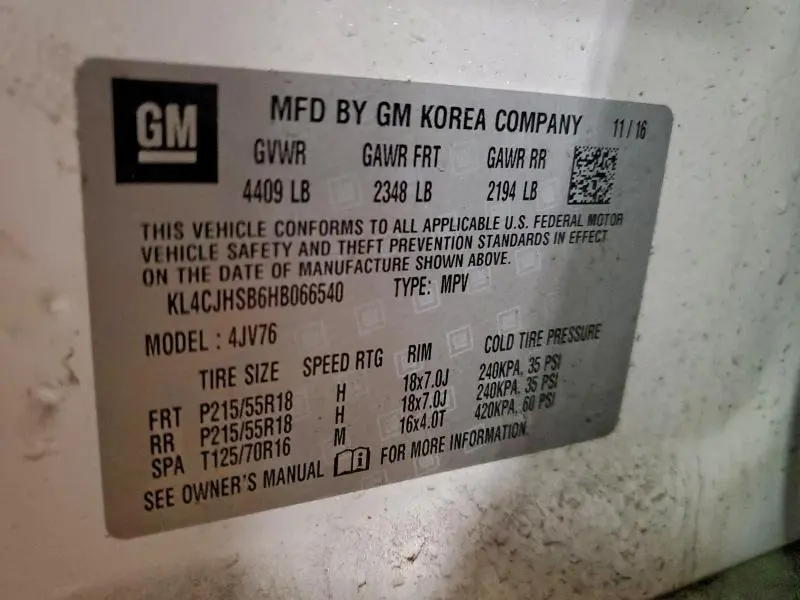 GM
MFD BY GM KOREA COMPANY 11/16
GVWR GAWR FRT GAWR RR
4409 LB 2348 LB 2194 LB
THIS VEHICLE CONFORMS TO ALL APPLICABLE U.S. FEDERAL MOTOR
VEHICLE SAFETY AND THEFT PREVENTION STANDARDS IN EFFECT
ON THE DATE OF MANUFACTURE SHOWN ABOVE.
KL4CJHSB6HB066540 TYPE: MPV
MODEL : 4JV76
TIRE SIZE SPEED RTG RIM COLD TIRE PRESSURE
FRT P215/55R18 H 18x7.0J 240KPA, 35 PSI
RR P215/55R18 H 18x7.0J 240KPA, 35 PSI
SPA T125/70R16 M 16x4.0T 420KPA, 60 PSI
SEE OWNER'S MANUAL FOR MORE INFORMATION